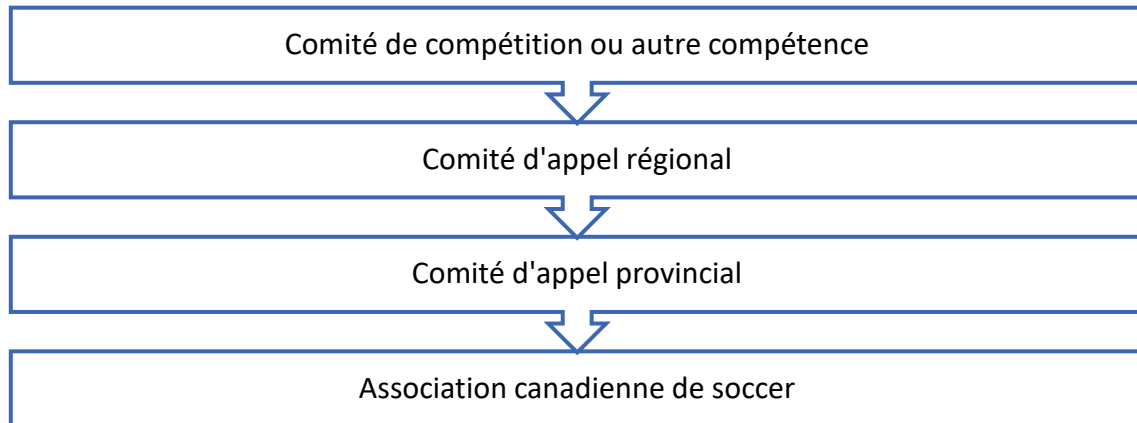 Comité de compétition ou autre compétence
Comité d'appel régional
Comité d'appel provincial
Association canadienne de soccer